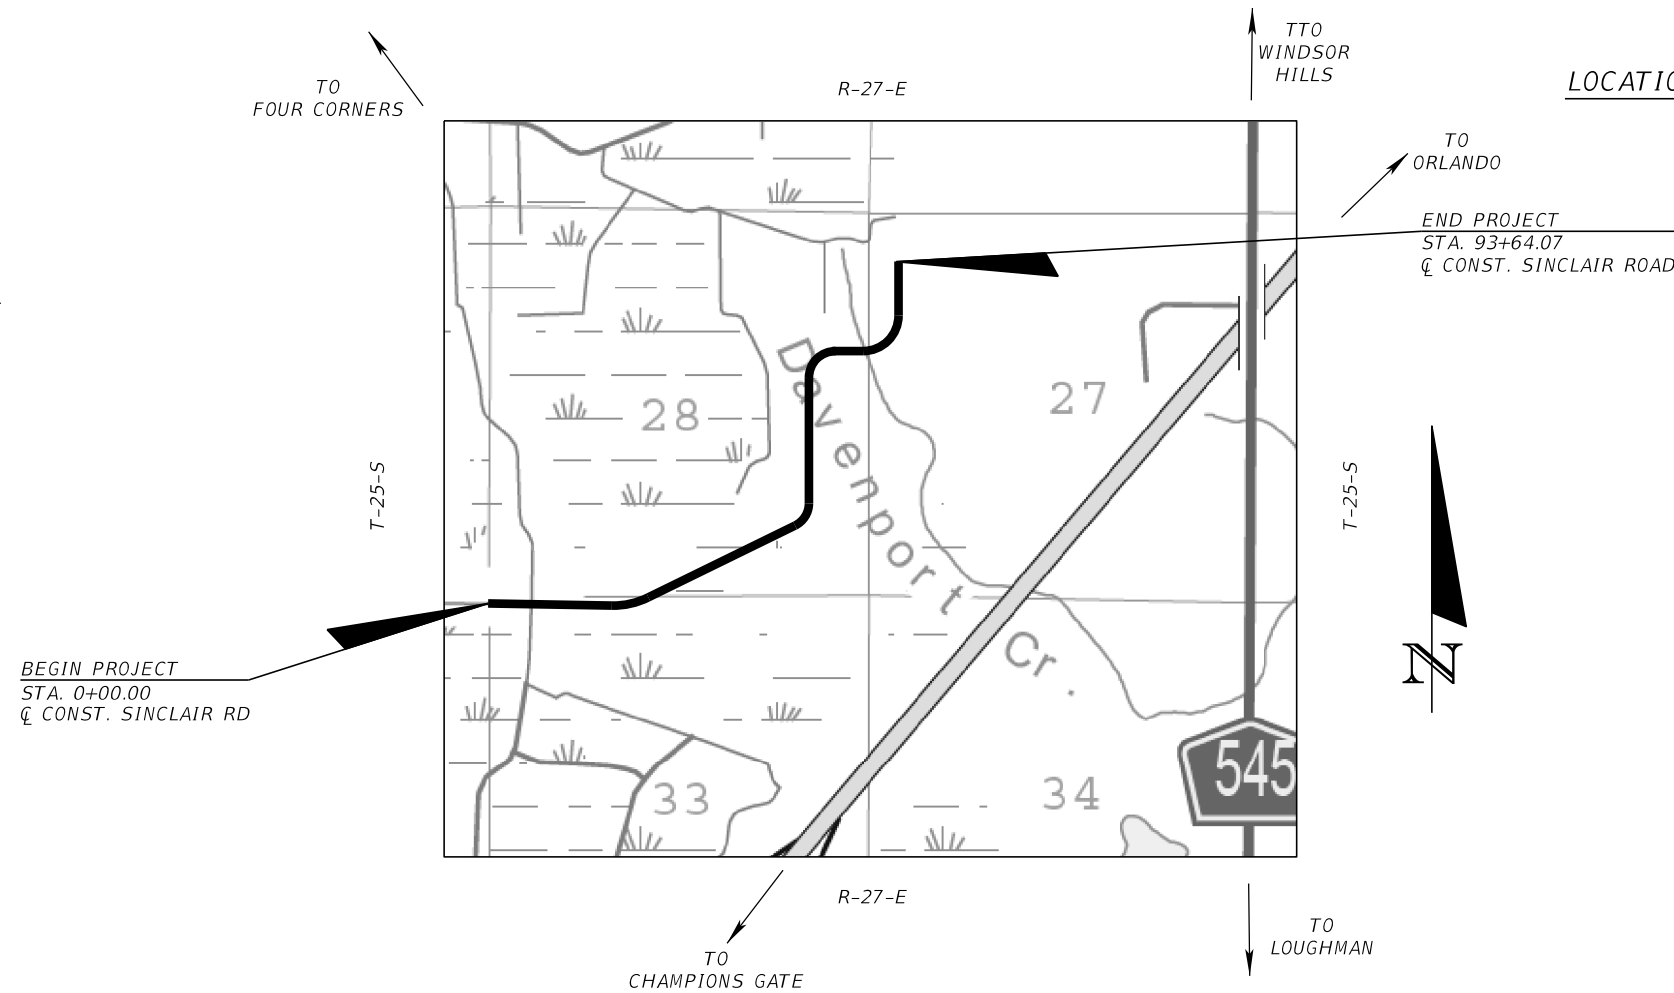 TO
FOUR CORNERS
R-27-E
TTO
WINDSOR
HILLS
LOCATIO
TO
ORLANDO
END PROJECT
STA. 93+64.07
℄ CONST. SINCLAIR ROAD
28
27
Davenport Cr.
T-25-S
T-25-S
N
BEGIN PROJECT
STA. 0+00.00
℄ CONST. SINCLAIR RD
33
34
545
R-27-E
TO
CHAMPIONS GATE
TO
LOUGHMAN